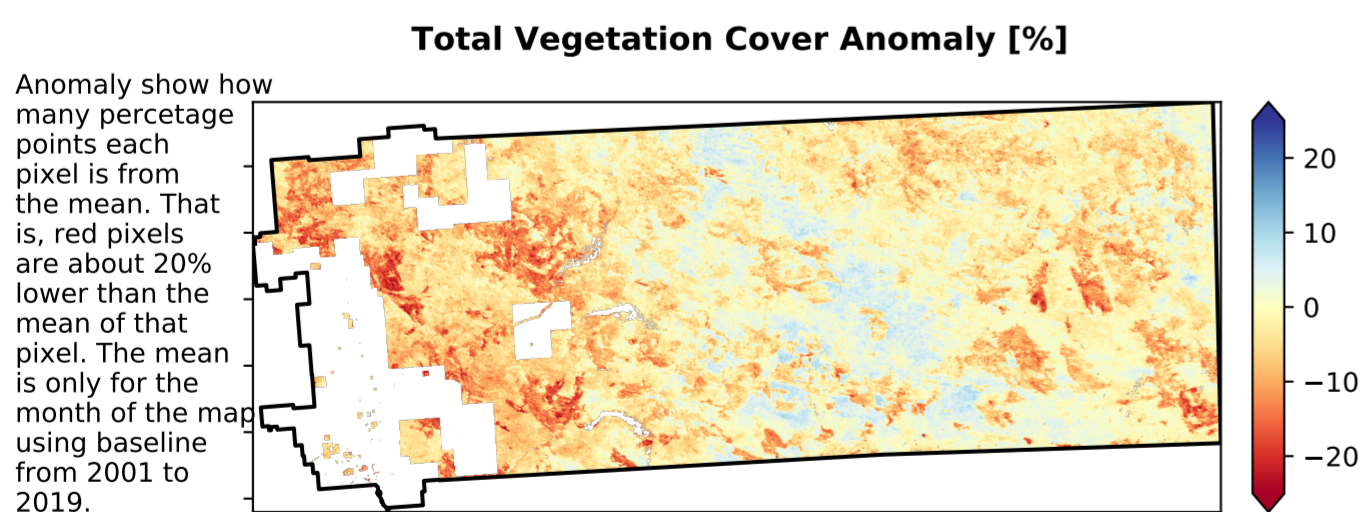 Total Vegetation Cover Anomaly [%]
Anomaly show how
many percetage
points each
pixel is from
the mean. That
is, red pixels
are about 20%
lower than the
mean of that
pixel. The mean
is only for the
month of the map
using baseline
from 2001 to
2019.
20
10
0
−10
−20